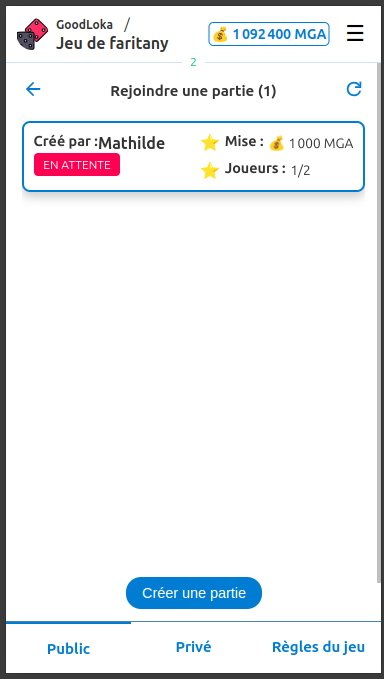 GoodLoka /
Jeu de faritany
💰 1 092 400 MGA
2
Rejoindre une partie (1)
Créé par :Mathilde
EN ATTENTE
⭐ Mise : 💰 1 000 MGA
⭐ Joueurs : 1/2
Créer une partie
Public
Privé
Règles du jeu